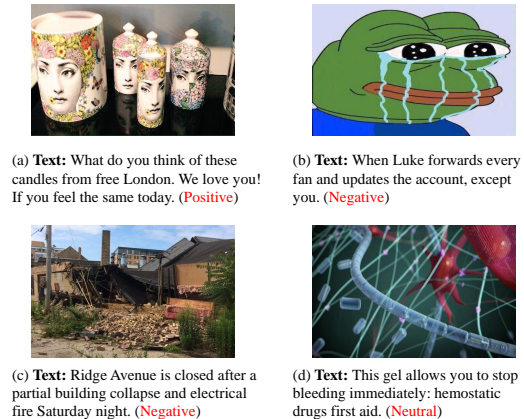 (a) Text: What do you think of these
candles from free London. We love you!
If you feel the same today. (Positive)
(b) Text: When Luke forwards every
fan and updates the account, except
you. (Negative)
(c) Text: Ridge Avenue is closed after a
partial building collapse and electrical
fire Saturday night. (Negative)
(d) Text: This gel allows you to stop
bleeding immediately: hemostatic
drugs first aid. (Neutral)